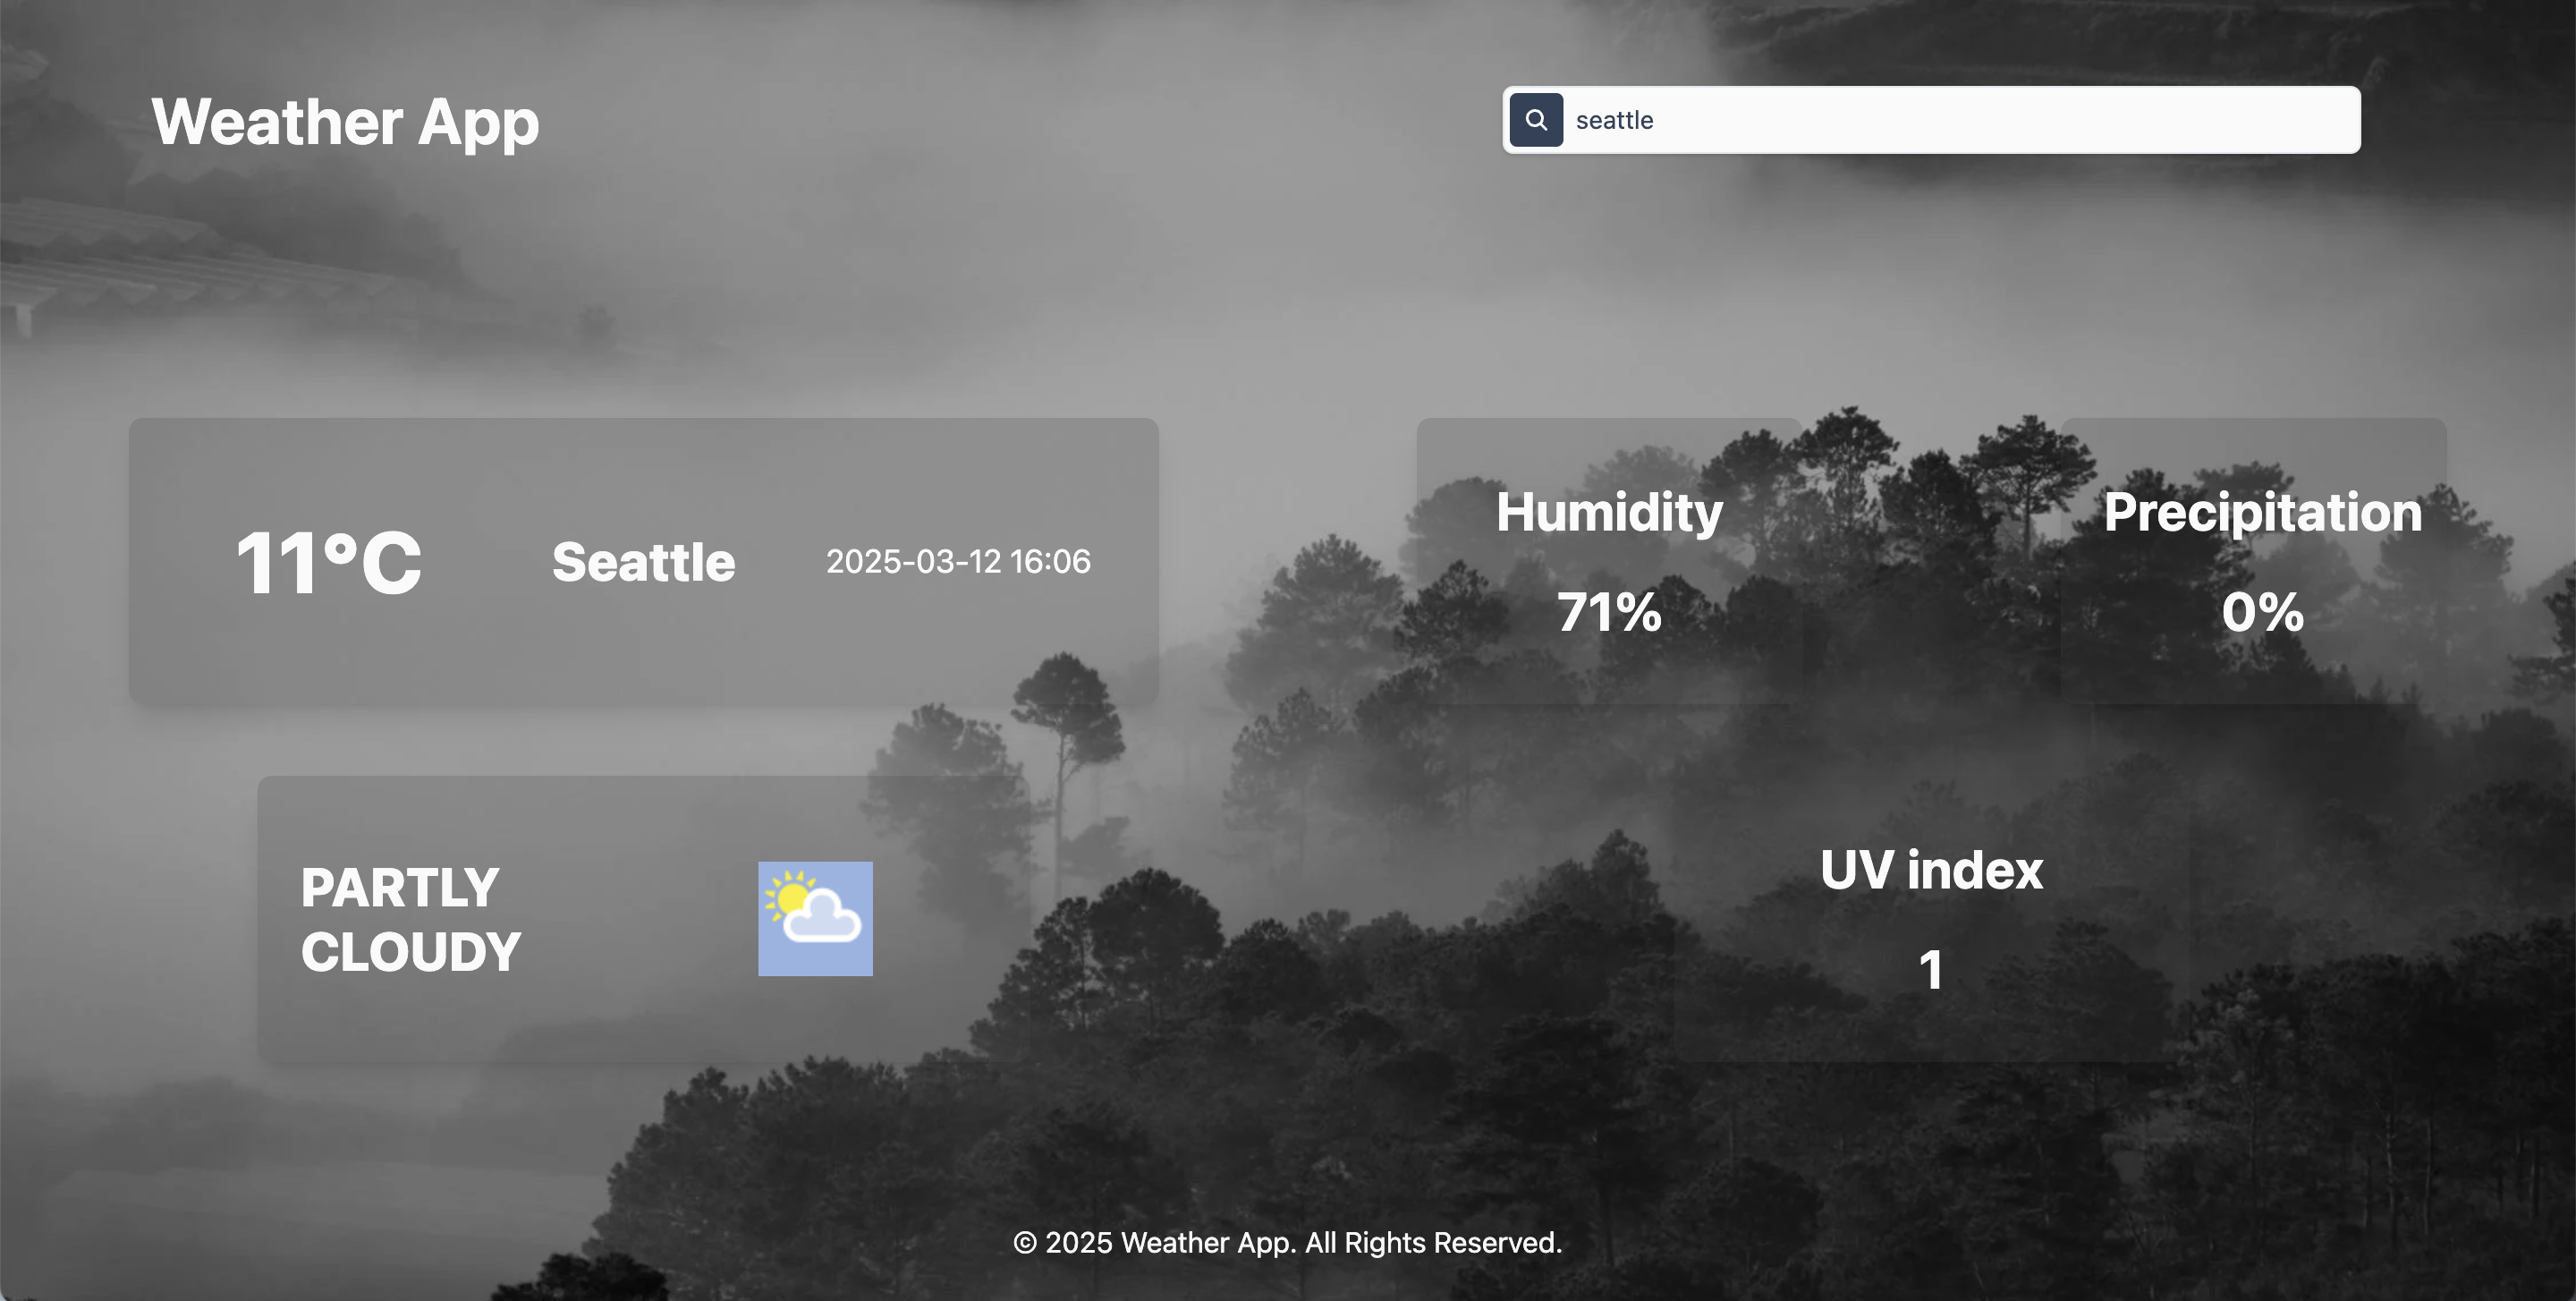 Weather App
seattle
11°C
Seattle
2025-03-12 16:06
Humidity
71%
Precipitation
0%
PARTLY
CLOUDY
UV index
1
© 2025 Weather App. All Rights Reserved.